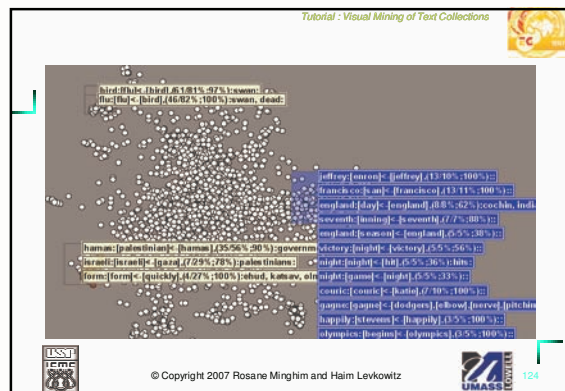 Tutorial : Visual Mining of Text Collections
bird:[flu]<-[bird],(61/81%;97%):swan:
flu:[flu]<-[bird],(46/82%;100%):swan, dead:
jeffrey:[enron]<-[jeffrey],(13/10%;100%)::
francisco:[san]<-[francisco],(13/11%;100%)::
england:[day]<-[england],(8/8%;62%):cochin, india
seventh:[inning]<-[seventh],(7/7%;88%)::
england:[season]<-[england],(5/5%;38%)::
hamas:[palestinian]<-[hamas],(35/56%;90%):governm
victory:[night]<-[victory],(5/5%;56%)::
israeli:[israeli]<-[gaza],(7/29%;78%):palestinians:
night:[night]<-[hit],(5/5%;36%):hits:
form:[form]<-[quickly],(4/27%;100%):ehud, katsav, olm
night:[game]<-[night],(5/5%;33%)::
couric:[couric]<-[katie],(7/10%;100%)::
gagne:[gagne]<-[dodgers],[elbow],[nerve],[pitchin
happily:[stevens]<-[happily],(3/5%;100%)::
olympics:[begins]<-[olympics],(3/5%;100%)::
USP
ICMC
© Copyright 2007 Rosane Minghim and Haim Levkowitz
UMASS
LOWELL
124